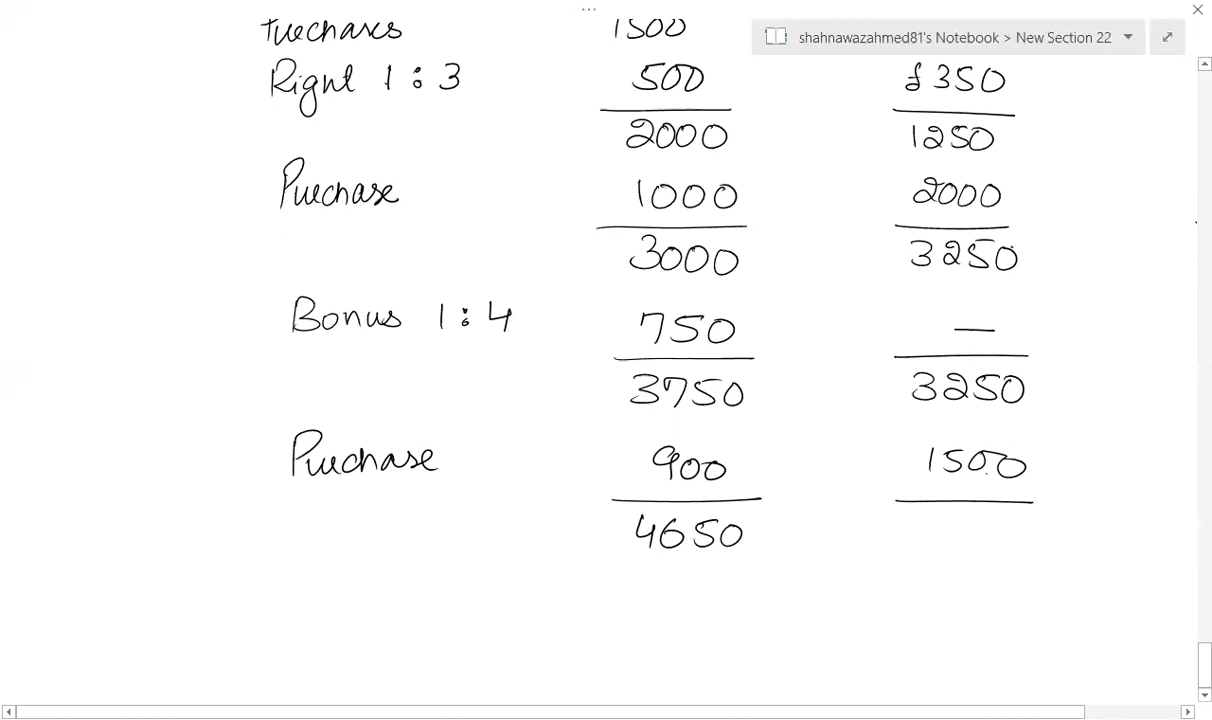 Purchases 1500
shahnawazahmed81's Notebook > New Section 22
Right 1 : 3 500 £350
2000 1250
Purchase 1000 2000
3000 3250
Bonus 1 : 4 750 —
3750 3250
Purchase 900 1500
4650